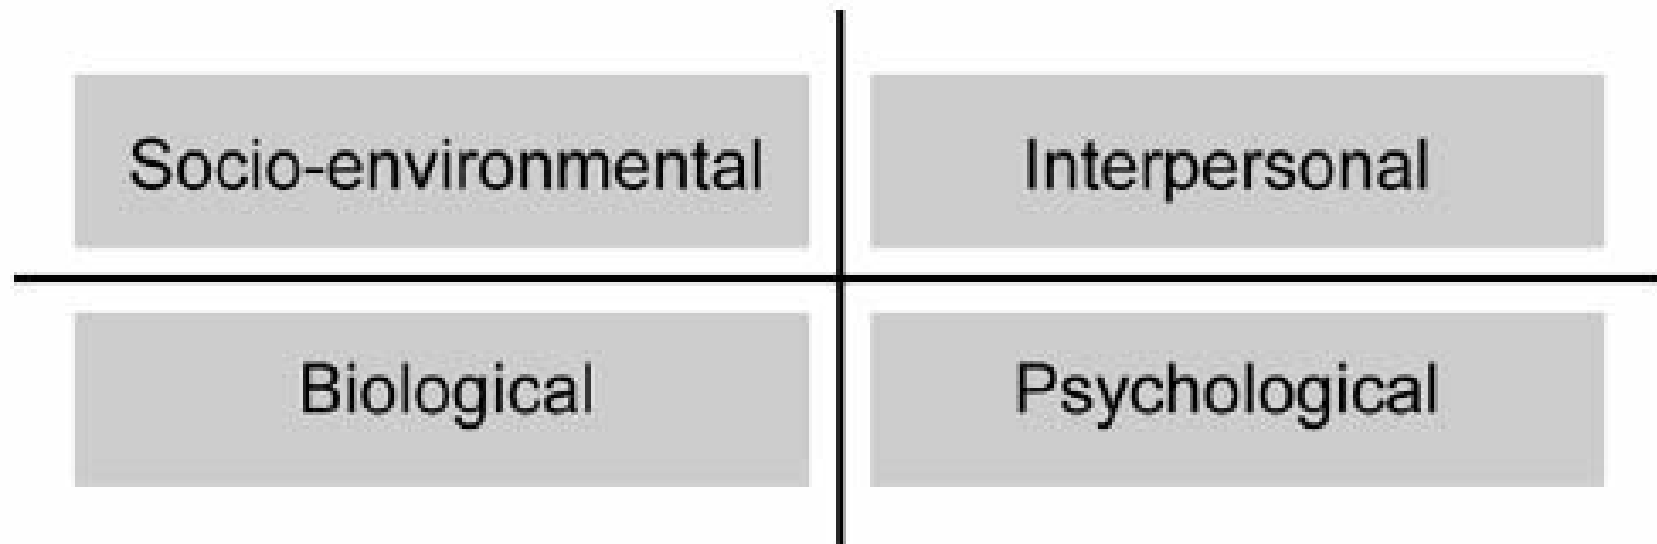 Socio-environmental
Interpersonal
Biological
Psychological